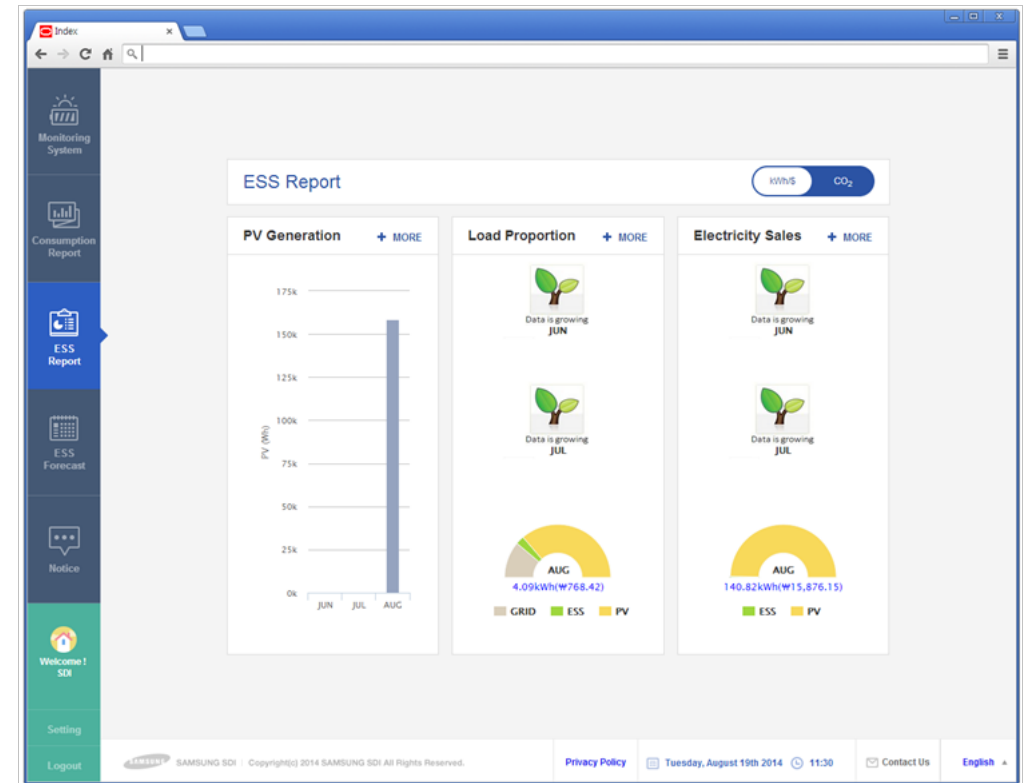 Index
Monitoring
System
Consumption
Report
ESS
Report
ESS
Forecast
Notice
Welcome !
SDI
Setting
Logout
ESS Report
kWh/$ CO₂
PV Generation + MORE
175k
150k
125k
100k
75k
50k
25k
0k
PV (Wh)
JUN JUL AUG
Load Proportion + MORE
Data is growing
JUN
Data is growing
JUL
AUG
4.09kWh(₩768.42)
GRID ESS PV
Electricity Sales + MORE
Data is growing
JUN
Data is growing
JUL
AUG
140.82kWh(₩15,876.15)
ESS PV
SAMSUNG SAMSUNG SDI | Copyright(c) 2014 SAMSUNG SDI All Rights Reserved. Privacy Policy Tuesday, August 19th 2014 11:30 Contact Us English